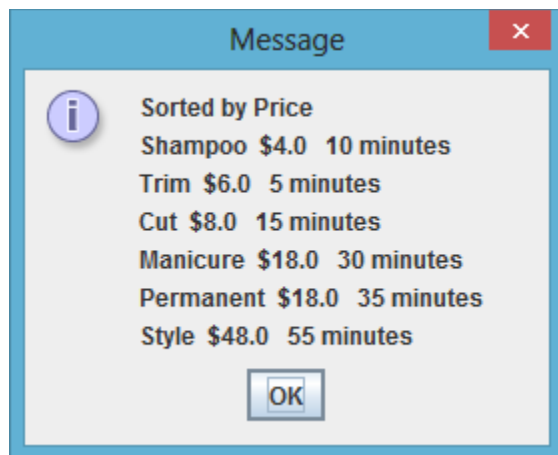 Message
Sorted by Price
Shampoo $4.0 10 minutes
Trim $6.0 5 minutes
Cut $8.0 15 minutes
Manicure $18.0 30 minutes
Permanent $18.0 35 minutes
Style $48.0 55 minutes
OK